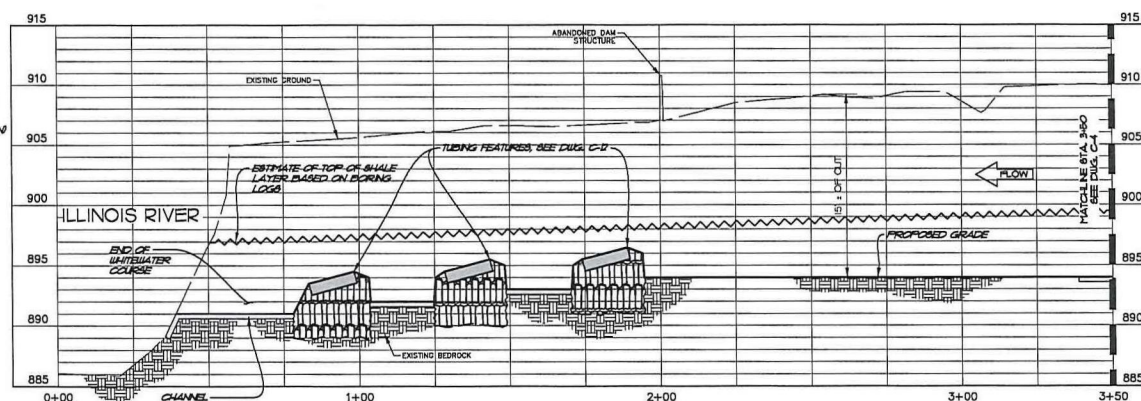 915
910
905
900
895
890
885
ABANDONED DAM
STRUCTURE
EXISTING GROUND
TUBING FEATURES, SEE DWG. C-12
ESTIMATE OF TOP OF SHALE
LAYER BASED ON BORING
LOGS
ILLINOIS RIVER
END OF
WHITEWATER
COURSE
15' ± OF CUT
FLOW
PROPOSED GRADE
MATCHLINE STA. 3+50
SEE DWG. C-4
EXISTING BEDROCK
CHANNEL
915
910
905
900
895
890
885
0+00
1+00
2+00
3+00
3+50